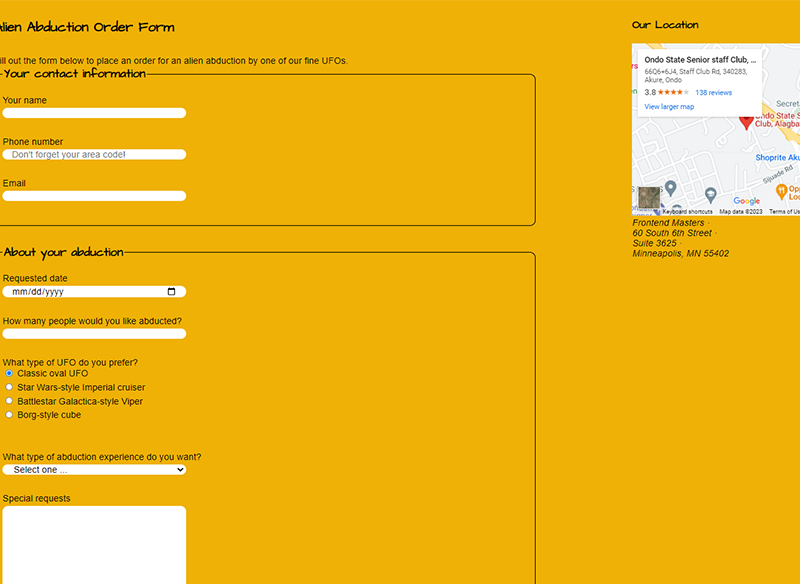 lien Abduction Order Form
ill out the form below to place an order for an alien abduction by one of our fine UFOs.
Your contact information
Your name
Phone number
Don't forget your area code!
Email
About your abduction
Requested date
mm/dd/yyyy
How many people would you like abducted?
What type of UFO do you prefer?
Classic oval UFO
Star Wars-style Imperial cruiser
Battlestar Galactica-style Viper
Borg-style cube
What type of abduction experience do you want?
Select one ...
Special requests
Our Location
Ondo State Senior staff Club, ...
66Q6+6J4, Staff Club Rd, 340283,
Akure, Ondo
3.8 ★★★★★ 138 reviews
View larger map
Secret
Ondo State S
Club, Alagba
Shoprite Aku
Sijuade Rd
Opp
Loc
Google
Keyboard shortcuts Map data ©2023 Terms of Us
Frontend Masters ·
60 South 6th Street ·
Suite 3625 ·
Minneapolis, MN 55402